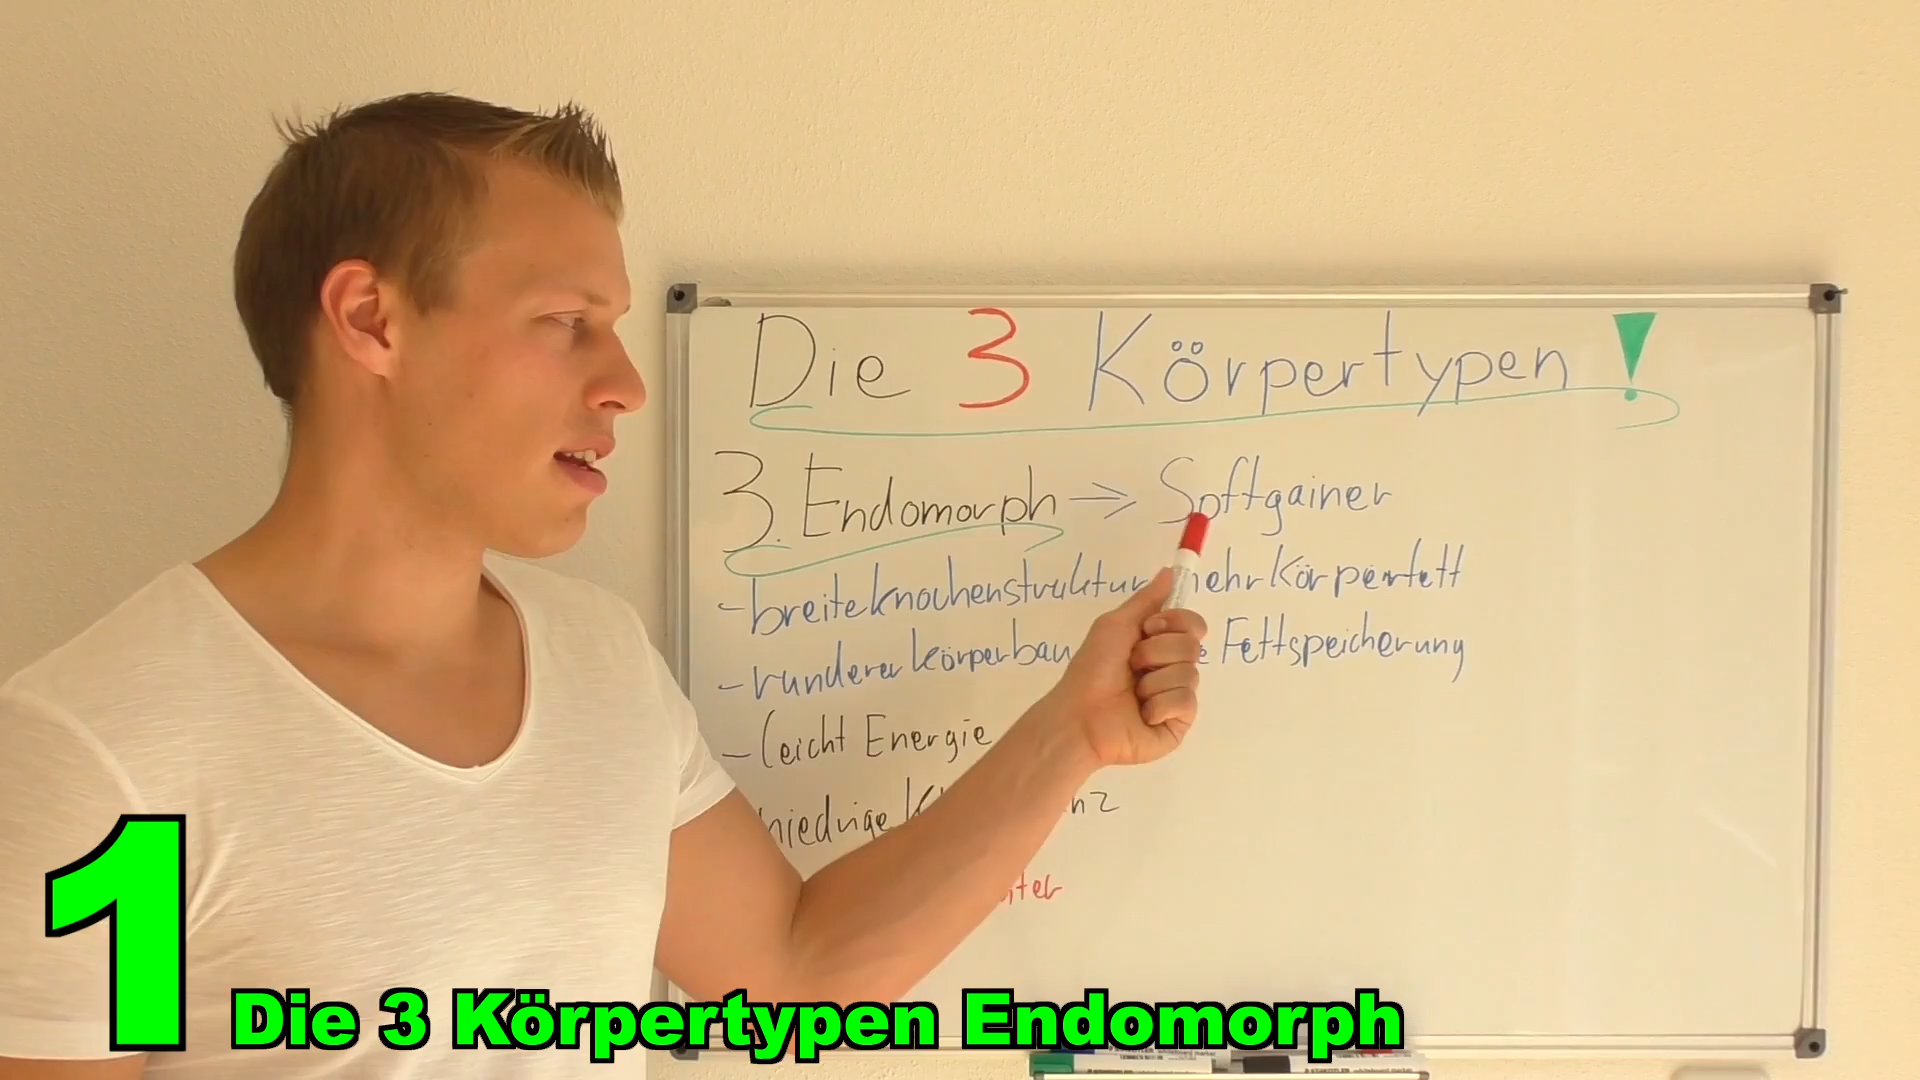 Die 3 Körpertypen !
3. Endomorph => Softgainer
- breite knochenstruktur mehr Körperfett
- runderer körperbau Fettspeicherung
- leicht Energie
niedrige
1
Die 3 Körpertypen Endomorph